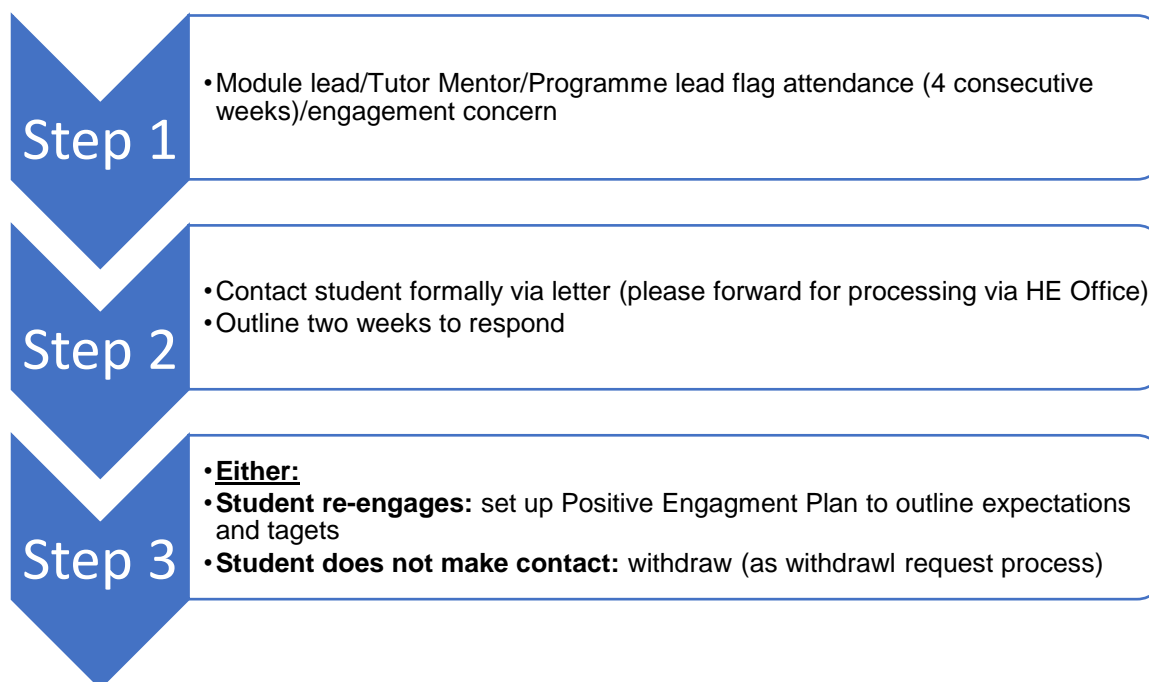 Step 1
•Module lead/Tutor Mentor/Programme lead flag attendance (4 consecutive
weeks)/engagement concern
Step 2
•Contact student formally via letter (please forward for processing via HE Office)
•Outline two weeks to respond
Step 3
•Either:
•Student re-engages: set up Positive Engagment Plan to outline expectations
and tagets
•Student does not make contact: withdraw (as withdrawl request process)